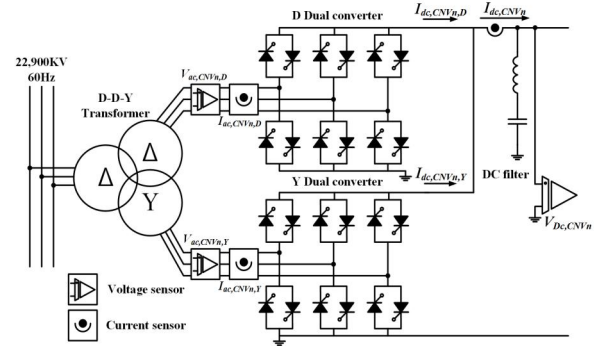 D Dual converter
I_dc,CNVn,D
I_dc,CNVn
22,900KV
60Hz
D-D-Y
Transformer
V_ac,CNVn,D
I_ac,CNVn,D
Δ
Δ
Y
Y Dual converter
I_dc,CNVn,Y
DC filter
V_Dc,CNVn
V_ac,CNVn,Y
I_ac,CNVn,Y
Voltage sensor
Current sensor